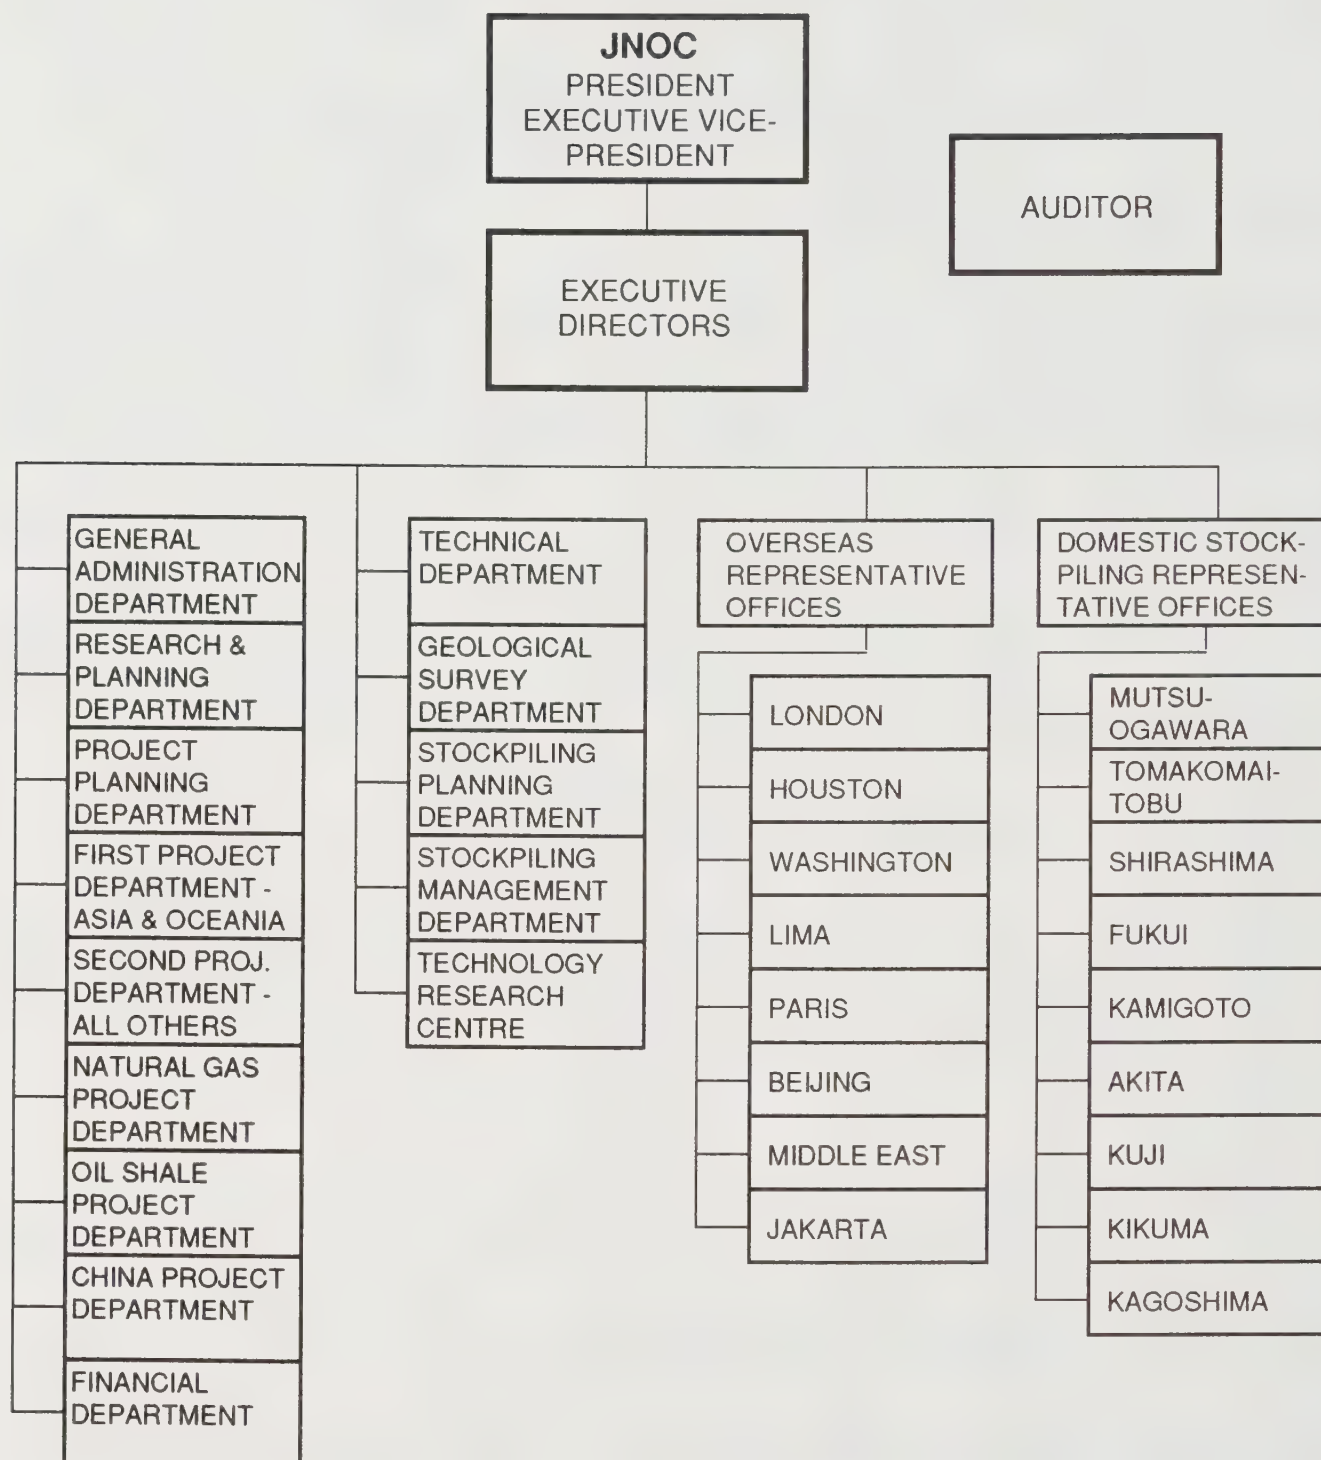 JNOC
PRESIDENT
EXECUTIVE VICE-
PRESIDENT
AUDITOR
EXECUTIVE
DIRECTORS
GENERAL
ADMINISTRATION
DEPARTMENT
RESEARCH &
PLANNING
DEPARTMENT
PROJECT
PLANNING
DEPARTMENT
FIRST PROJECT
DEPARTMENT -
ASIA & OCEANIA
SECOND PROJ.
DEPARTMENT -
ALL OTHERS
NATURAL GAS
PROJECT
DEPARTMENT
OIL SHALE
PROJECT
DEPARTMENT
CHINA PROJECT
DEPARTMENT
FINANCIAL
DEPARTMENT
TECHNICAL
DEPARTMENT
GEOLOGICAL
SURVEY
DEPARTMENT
STOCKPILING
PLANNING
DEPARTMENT
STOCKPILING
MANAGEMENT
DEPARTMENT
TECHNOLOGY
RESEARCH
CENTRE
OVERSEAS
REPRESENTATIVE
OFFICES
LONDON
HOUSTON
WASHINGTON
LIMA
PARIS
BEIJING
MIDDLE EAST
JAKARTA
DOMESTIC STOCK-
PILING REPRESEN-
TATIVE OFFICES
MUTSU-
OGAWARA
TOMAKOMAI-
TOBU
SHIRASHIMA
FUKUI
KAMIGOTO
AKITA
KUJI
KIKUMA
KAGOSHIMA